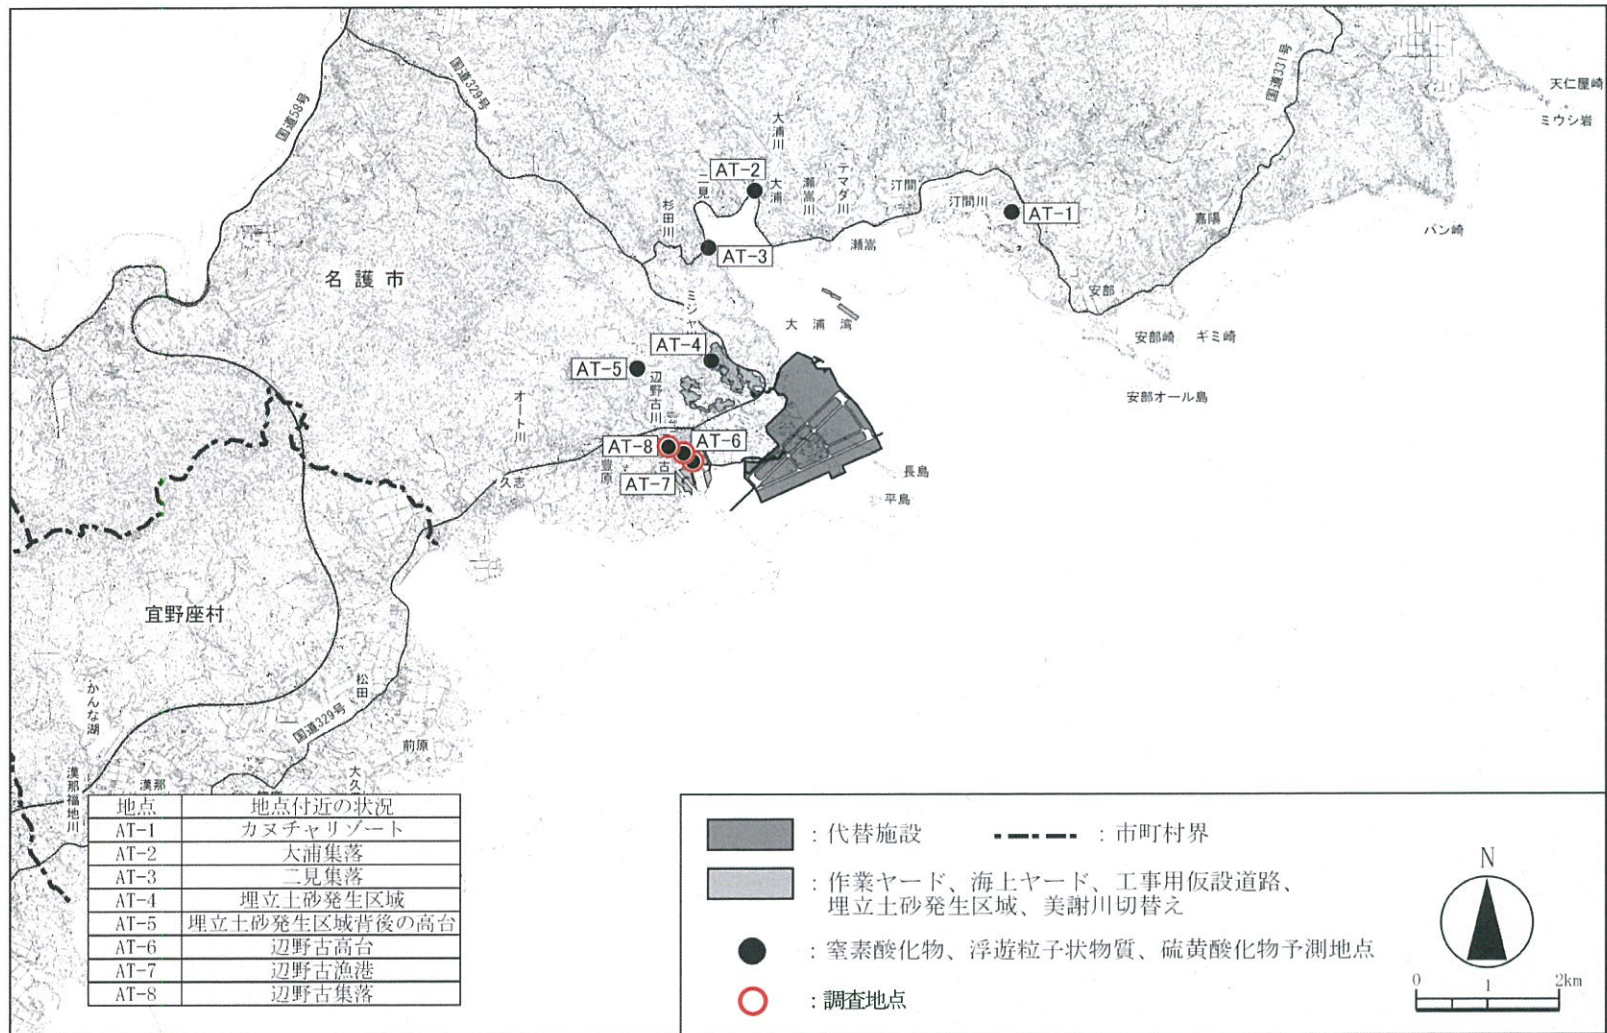 天仁屋崎
ミウシ岩
バン崎
国道331号
国道58号
国道329号
大浦川
AT-2
二見
大浦
瀬嵩川
テマダ川
汀間
汀間川
AT-1
嘉陽
杉田川
AT-3
瀬嵩
名護市
安部
大浦湾
安部崎
ギミ崎
安部オール島
AT-4
AT-5
辺野古川
オート川
AT-8
AT-6
AT-7
豊原
久志
長島
平島
宜野座村
かんな湖
松田
国道329号
前原
漢那福地川
漢那
地点 地点付近の状況
AT-1 カヌチャリゾート
AT-2 大浦集落
AT-3 二見集落
AT-4 埋立土砂発生区域
AT-5 埋立土砂発生区域背後の高台
AT-6 辺野古高台
AT-7 辺野古漁港
AT-8 辺野古集落
:代替施設
:市町村界
:作業ヤード、海上ヤード、工事用仮設道路、
埋立土砂発生区域、美謝川切替え
:窒素酸化物、浮遊粒子状物質、硫黄酸化物予測地点
:調査地点
N
0 1 2km